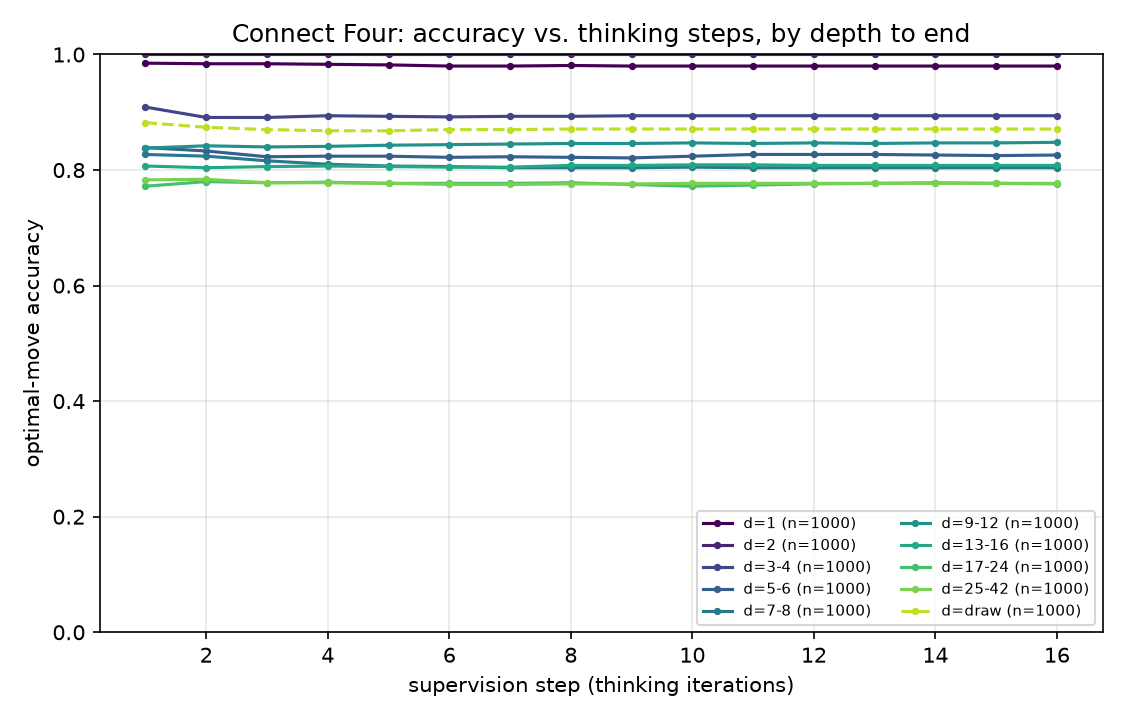 Connect Four: accuracy vs. thinking steps, by depth to end
optimal-move accuracy
1.0
0.8
0.6
0.4
0.2
0.0
2 4 6 8 10 12 14 16
supervision step (thinking iterations)
d=1 (n=1000)
d=2 (n=1000)
d=3-4 (n=1000)
d=5-6 (n=1000)
d=7-8 (n=1000)
d=9-12 (n=1000)
d=13-16 (n=1000)
d=17-24 (n=1000)
d=25-42 (n=1000)
d=draw (n=1000)